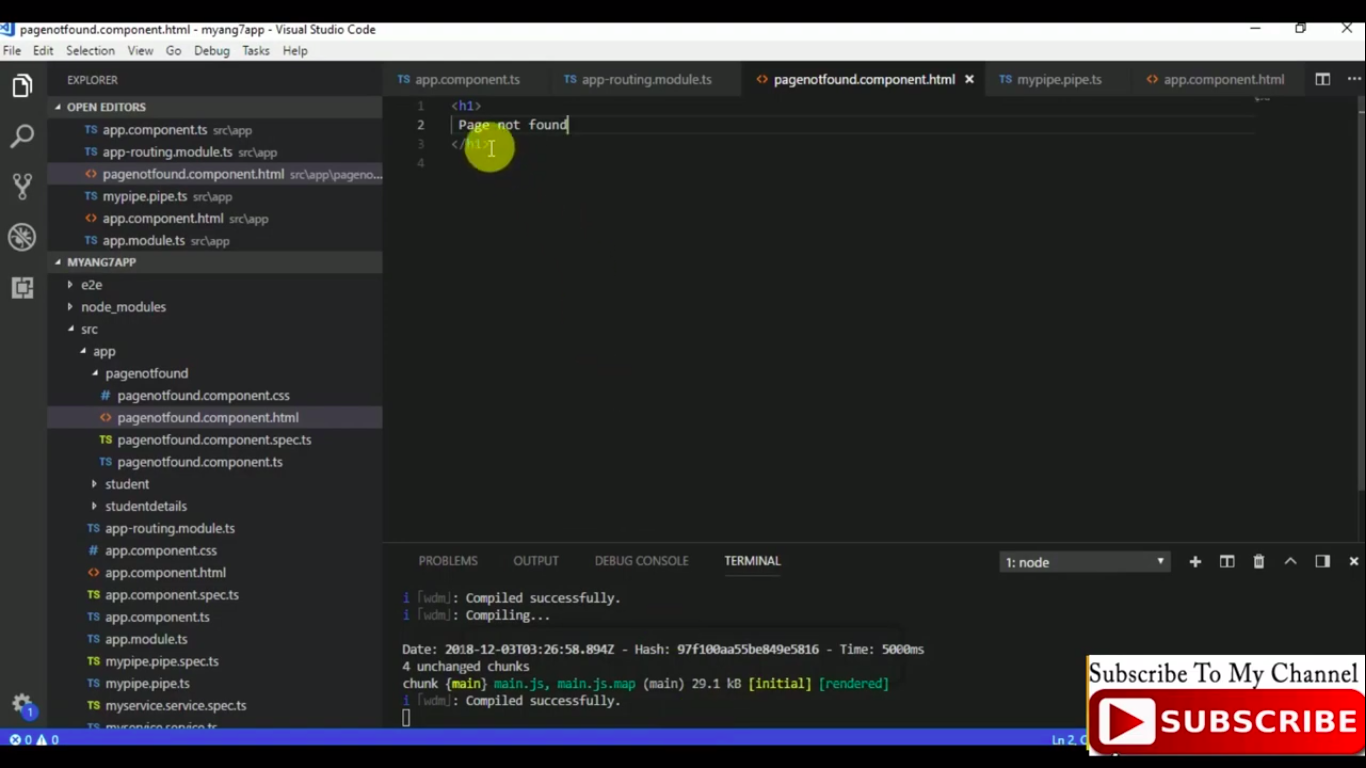 pagenotfound.component.html - myang7app - Visual Studio Code
File Edit Selection View Go Debug Tasks Help
EXPLORER
OPEN EDITORS
TS app.component.ts src\app
TS app-routing.module.ts src\app
<> pagenotfound.component.html src\app\pageno...
TS mypipe.pipe.ts src\app
<> app.component.html src\app
TS app.module.ts src\app
MYANG7APP
e2e
node_modules
src
app
pagenotfound
# pagenotfound.component.css
<> pagenotfound.component.html
TS pagenotfound.component.spec.ts
TS pagenotfound.component.ts
student
studentdetails
TS app-routing.module.ts
# app.component.css
<> app.component.html
TS app.component.spec.ts
TS app.component.ts
TS app.module.ts
TS mypipe.pipe.spec.ts
TS mypipe.pipe.ts
TS myservice.service.spec.ts
TS myservice.service.ts
1
0 0
TS app.component.ts TS app-routing.module.ts <> pagenotfound.component.html TS mypipe.pipe.ts <> app.component.html
1 <h1>
2 Page not found
3 </h1>
4
PROBLEMS OUTPUT DEBUG CONSOLE TERMINAL 1: node
i ｢wdm｣: Compiled successfully.
i ｢wdm｣: Compiling...
Date: 2018-12-03T03:26:58.894Z - Hash: 97f100aa55be849e5816 - Time: 5000ms
4 unchanged chunks
chunk {main} main.js, main.js.map (main) 29.1 kB [initial] [rendered]
i ｢wdm｣: Compiled successfully.
Ln 2,
Subscribe To My Channel
SUBSCRIBE